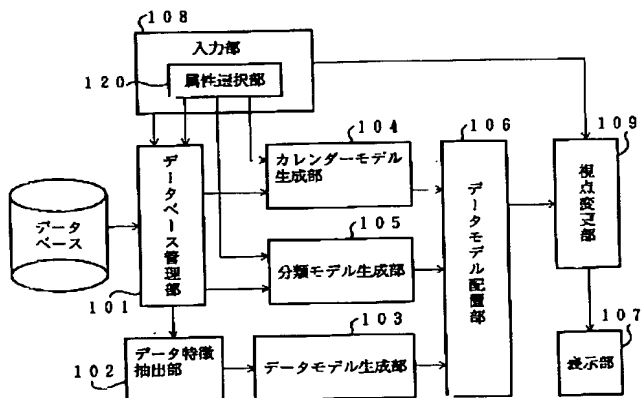 108
入力部
120
属性選択部
104
カレンダーモデル
生成部
106
109
データ
ベース
データベース管理部
データモデル配置部
視点変更部
105
分類モデル生成部
101
103
107
データ特徴
抽出部
データモデル生成部
表示部
102